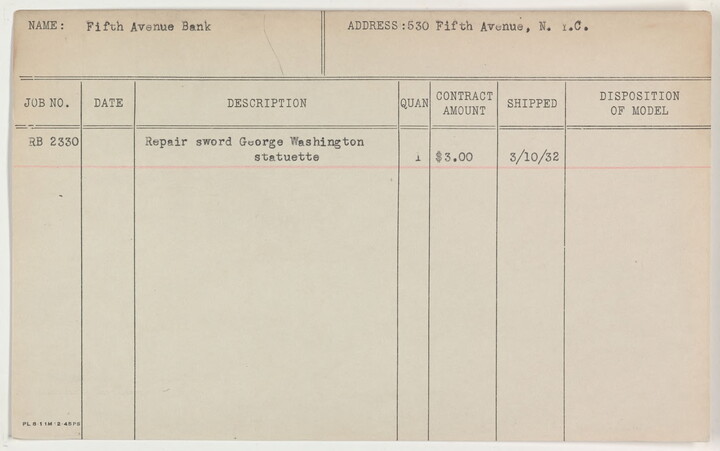 NAME: Fifth Avenue Bank ADDRESS:530 Fifth Avenue, N. Y.C.
JOB NO. DATE DESCRIPTION QUAN CONTRACT AMOUNT SHIPPED DISPOSITION OF MODEL
RB 2330 Repair sword George Washington
statuette 1 $3.00 3/10/32